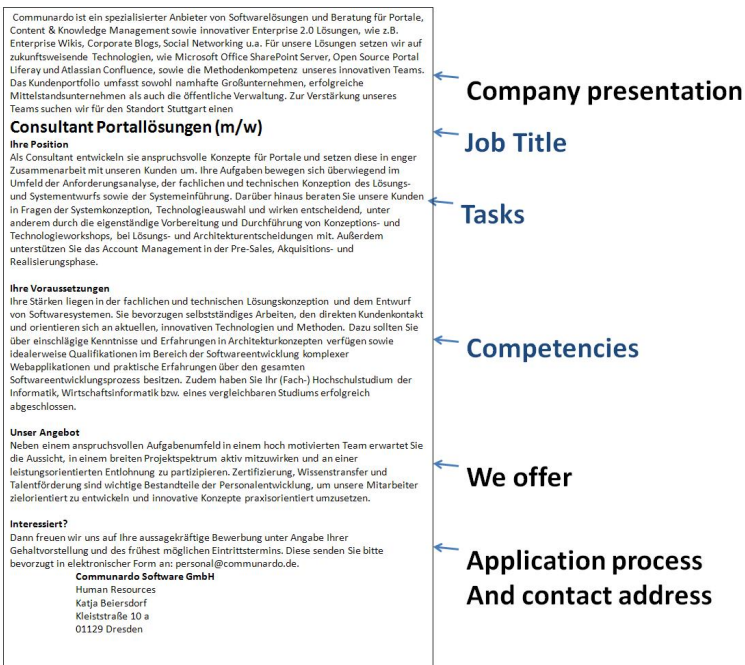 Communardo ist ein spezialisierter Anbieter von Softwarelösungen und Beratung für Portale,
Content & Knowledge Management sowie innovativer Enterprise 2.0 Lösungen, wie z.B.
Enterprise Wikis, Corporate Blogs, Social Networking u.a. Für unsere Lösungen setzen wir auf
zukunftsweisende Technologien, wie Microsoft Office SharePoint Server, Open Source Portal
Liferay und Atlassian Confluence, sowie die Methodenkompetenz unseres innovativen Teams.
Das Kundenportfolio umfasst sowohl namhafte Großunternehmen, erfolgreiche
Mittelstandsunternehmen als auch die öffentliche Verwaltung. Zur Verstärkung unseres
Teams suchen wir für den Standort Stuttgart einen
Company presentation
Consultant Portallösungen (m/w)
Job Title
Ihre Position
Als Consultant entwickeln sie anspruchsvolle Konzepte für Portale und setzen diese in enger
Zusammenarbeit mit unseren Kunden um. Ihre Aufgaben bewegen sich überwiegend im
Umfeld der Anforderungsanalyse, der fachlichen und technischen Konzeption des Lösungs-
und Systementwurfs sowie der Systemeinführung. Darüber hinaus beraten Sie unsere Kunden
in Fragen der Systemkonzeption, Technologieauswahl und wirken entscheidend, unter
anderem durch die eigenständige Vorbereitung und Durchführung von Konzeptions- und
Technologieworkshops, bei Lösungs- und Architekturentscheidungen mit. Außerdem
unterstützen Sie das Account Management in der Pre-Sales, Akquisitions- und
Realisierungsphase.
Tasks
Ihre Voraussetzungen
Ihre Stärken liegen in der fachlichen und technischen Lösungskonzeption und dem Entwurf
von Softwaresystemen. Sie bevorzugen selbstständiges Arbeiten, den direkten Kundenkontakt
und orientieren sich an aktuellen, innovativen Technologien und Methoden. Dazu sollten Sie
über einschlägige Kenntnisse und Erfahrungen in Architekturkonzepten verfügen sowie
idealerweise Qualifikationen im Bereich der Softwareentwicklung komplexer
Webapplikationen und praktische Erfahrungen über den gesamten
Softwareentwicklungsprozess besitzen. Zudem haben Sie Ihr (Fach-) Hochschulstudium der
Informatik, Wirtschaftsinformatik bzw. eines vergleichbaren Studiums erfolgreich
abgeschlossen.
Competencies
Unser Angebot
Neben einem anspruchsvollen Aufgabenumfeld in einem hoch motivierten Team erwartet Sie
die Aussicht, in einem breiten Projektspektrum aktiv mitzuwirken und an einer
leistungsorientierten Entlohnung zu partizipieren. Zertifizierung, Wissenstransfer und
Talentförderung sind wichtige Bestandteile der Personalentwicklung, um unsere Mitarbeiter
zielorientiert zu entwickeln und innovative Konzepte praxisorientiert umzusetzen.
We offer
Interessiert?
Dann freuen wir uns auf Ihre aussagekräftige Bewerbung unter Angabe Ihrer
Gehaltvorstellung und des frühest möglichen Eintrittstermins. Diese senden Sie bitte
bevorzugt in elektronischer Form an: personal@communardo.de.
Communardo Software GmbH
Human Resources
Katja Beiersdorf
Kleiststraße 10 a
01129 Dresden
Application process
And contact address